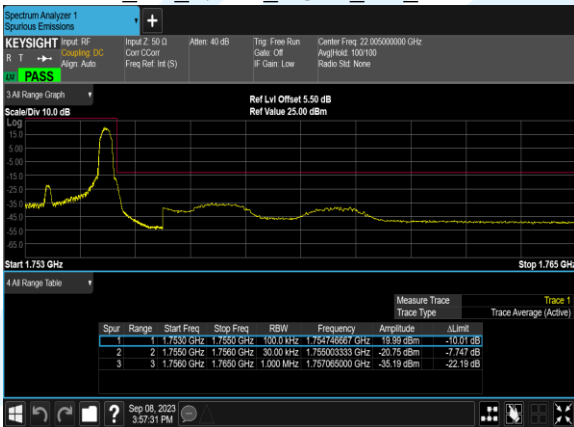 Spectrum Analyzer 1
Spurious Emissions
+
KEYSIGHT
R T
LXI PASS
Input: RF
Coupling: DC
Align: Auto
Input Z: 50 Ω
Corr CCorr
Freq Ref: Int (S)
Atten: 40 dB
Trig: Free Run
Gate: Off
IF Gain: Low
Center Freq: 22.005000000 GHz
Avg|Hold: 100/100
Radio Std: None
3 All Range Graph
Scale/Div 10.0 dB
Ref Lvl Offset 5.50 dB
Ref Value 25.00 dBm
Log
15.0
5.00
-5.00
-15.0
-25.0
-35.0
-45.0
-55.0
-65.0
Start 1.753 GHz
Stop 1.765 GHz
4 All Range Table
Measure Trace Trace 1
Trace Type Trace Average (Active)
Spur Range Start Freq Stop Freq RBW Frequency Amplitude ΔLimit
1 1 1.7530 GHz 1.7550 GHz 100.0 kHz 1.754746667 GHz 19.99 dBm -10.01 dB
2 2 1.7550 GHz 1.7560 GHz 30.00 kHz 1.755003333 GHz -20.75 dBm -7.747 dB
3 3 1.7560 GHz 1.7650 GHz 1.000 MHz 1.757065000 GHz -35.19 dBm -22.19 dB
?
Sep 08, 2023
3:57:31 PM